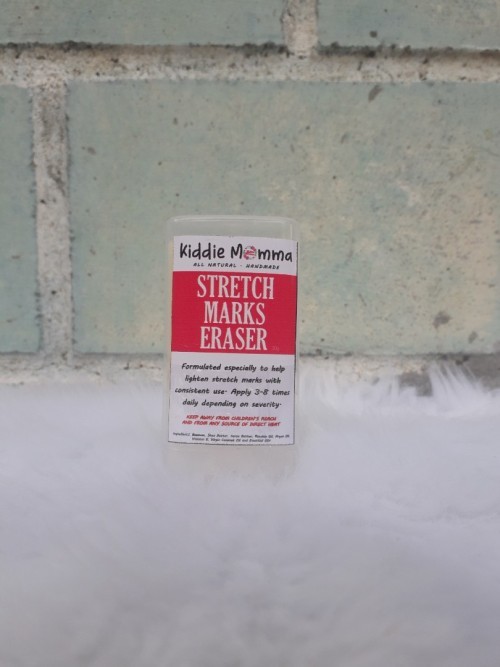 Kiddie Momma
ALL NATURAL - HANDMADE
STRETCH
MARKS
ERASER
Formulated especially to help
lighten stretch marks with
consistent use. Apply 3-8 times
daily depending on severity.
KEEP AWAY FROM CHILDREN'S REACH
AND FROM ANY SOURCE OF DIRECT HEAT